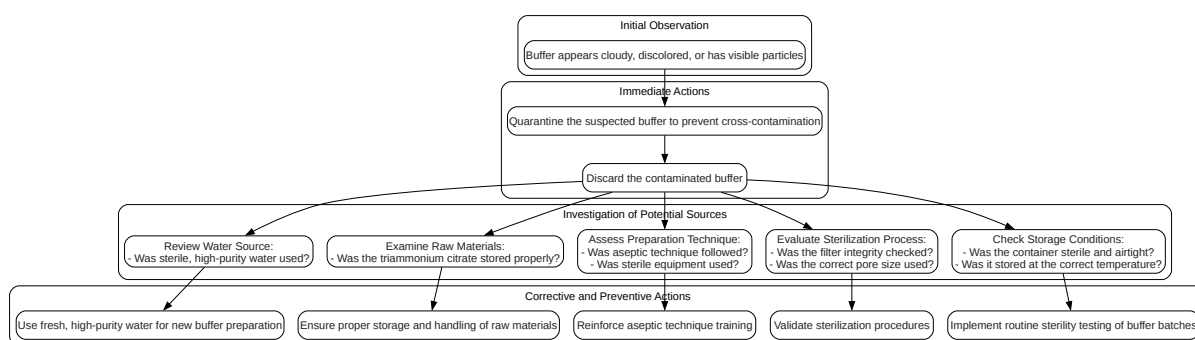 Initial Observation
Buffer appears cloudy, discolored, or has visible particles
Immediate Actions
Quarantine the suspected buffer to prevent cross-contamination
Discard the contaminated buffer
Investigation of Potential Sources
Review Water Source:
- Was sterile, high-purity water used?
Examine Raw Materials:
- Was the triammonium citrate stored properly?
Assess Preparation Technique:
- Was aseptic technique followed?
- Was sterile equipment used?
Evaluate Sterilization Process:
- Was the filter integrity checked?
- Was the correct pore size used?
Check Storage Conditions:
- Was the container sterile and airtight?
- Was it stored at the correct temperature?
Corrective and Preventive Actions
Use fresh, high-purity water for new buffer preparation
Ensure proper storage and handling of raw materials
Reinforce aseptic technique training
Validate sterilization procedures
Implement routine sterility testing of buffer batches